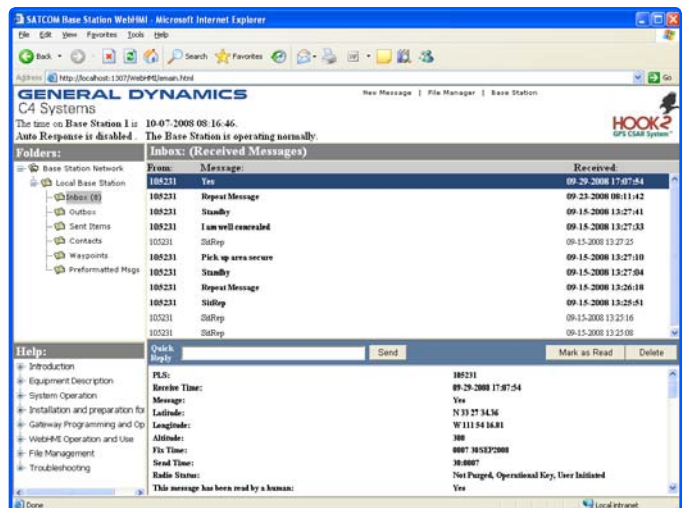 SATCOM Base Station WebHMI - Microsoft Internet Explorer
File Edit View Favorites Tools Help
Back Search Favorites
Address http://localhost:1307/WebHMI/emain.html Go
GENERAL DYNAMICS
C4 Systems
New Message | File Manager | Base Station
HOOK2
GPS CSAR System
The time on Base Station 1 is 10-07-2008 08:16:46.
Auto Response is disabled. The Base Station is operating normally.
Folders:
Base Station Network
Local Base Station
Inbox (8)
Outbox
Sent Items
Contacts
Waypoints
Preformatted Msgs
Inbox: (Received Messages)
From: Message: Received:
105231 Yes 09-29-2008 17:07:54
105231 Repeat Message 09-23-2008 08:11:42
105231 Standby 09-15-2008 13:27:41
105231 I am well concealed 09-15-2008 13:27:33
105231 SitRep 09-15-2008 13:27:25
105231 Pick up area secure 09-15-2008 13:27:10
105231 Standby 09-15-2008 13:27:04
105231 Repeat Message 09-15-2008 13:26:18
105231 SitRep 09-15-2008 13:25:51
105231 SitRep 09-15-2008 13:25:16
105231 SitRep 09-15-2008 13:25:08
Help:
Introduction
Equipment Description
System Operation
Installation and preparation for
Gateway Programming and Op
WebHMI Operation and Use
File Management
Troubleshooting
Quick Reply Send Mark as Read Delete
PLS: 105231
Receive Time: 09-29-2008 17:07:54
Message: Yes
Latitude: N 33 27 34.36
Longitude: W 111 54 16.81
Altitude: 300
Fix Time: 0007 30SEP2008
Send Time: 30:0007
Radio Status: Not Purged, Operational Key, User Initiated
This message has been read by a human: Yes
Done Local intranet